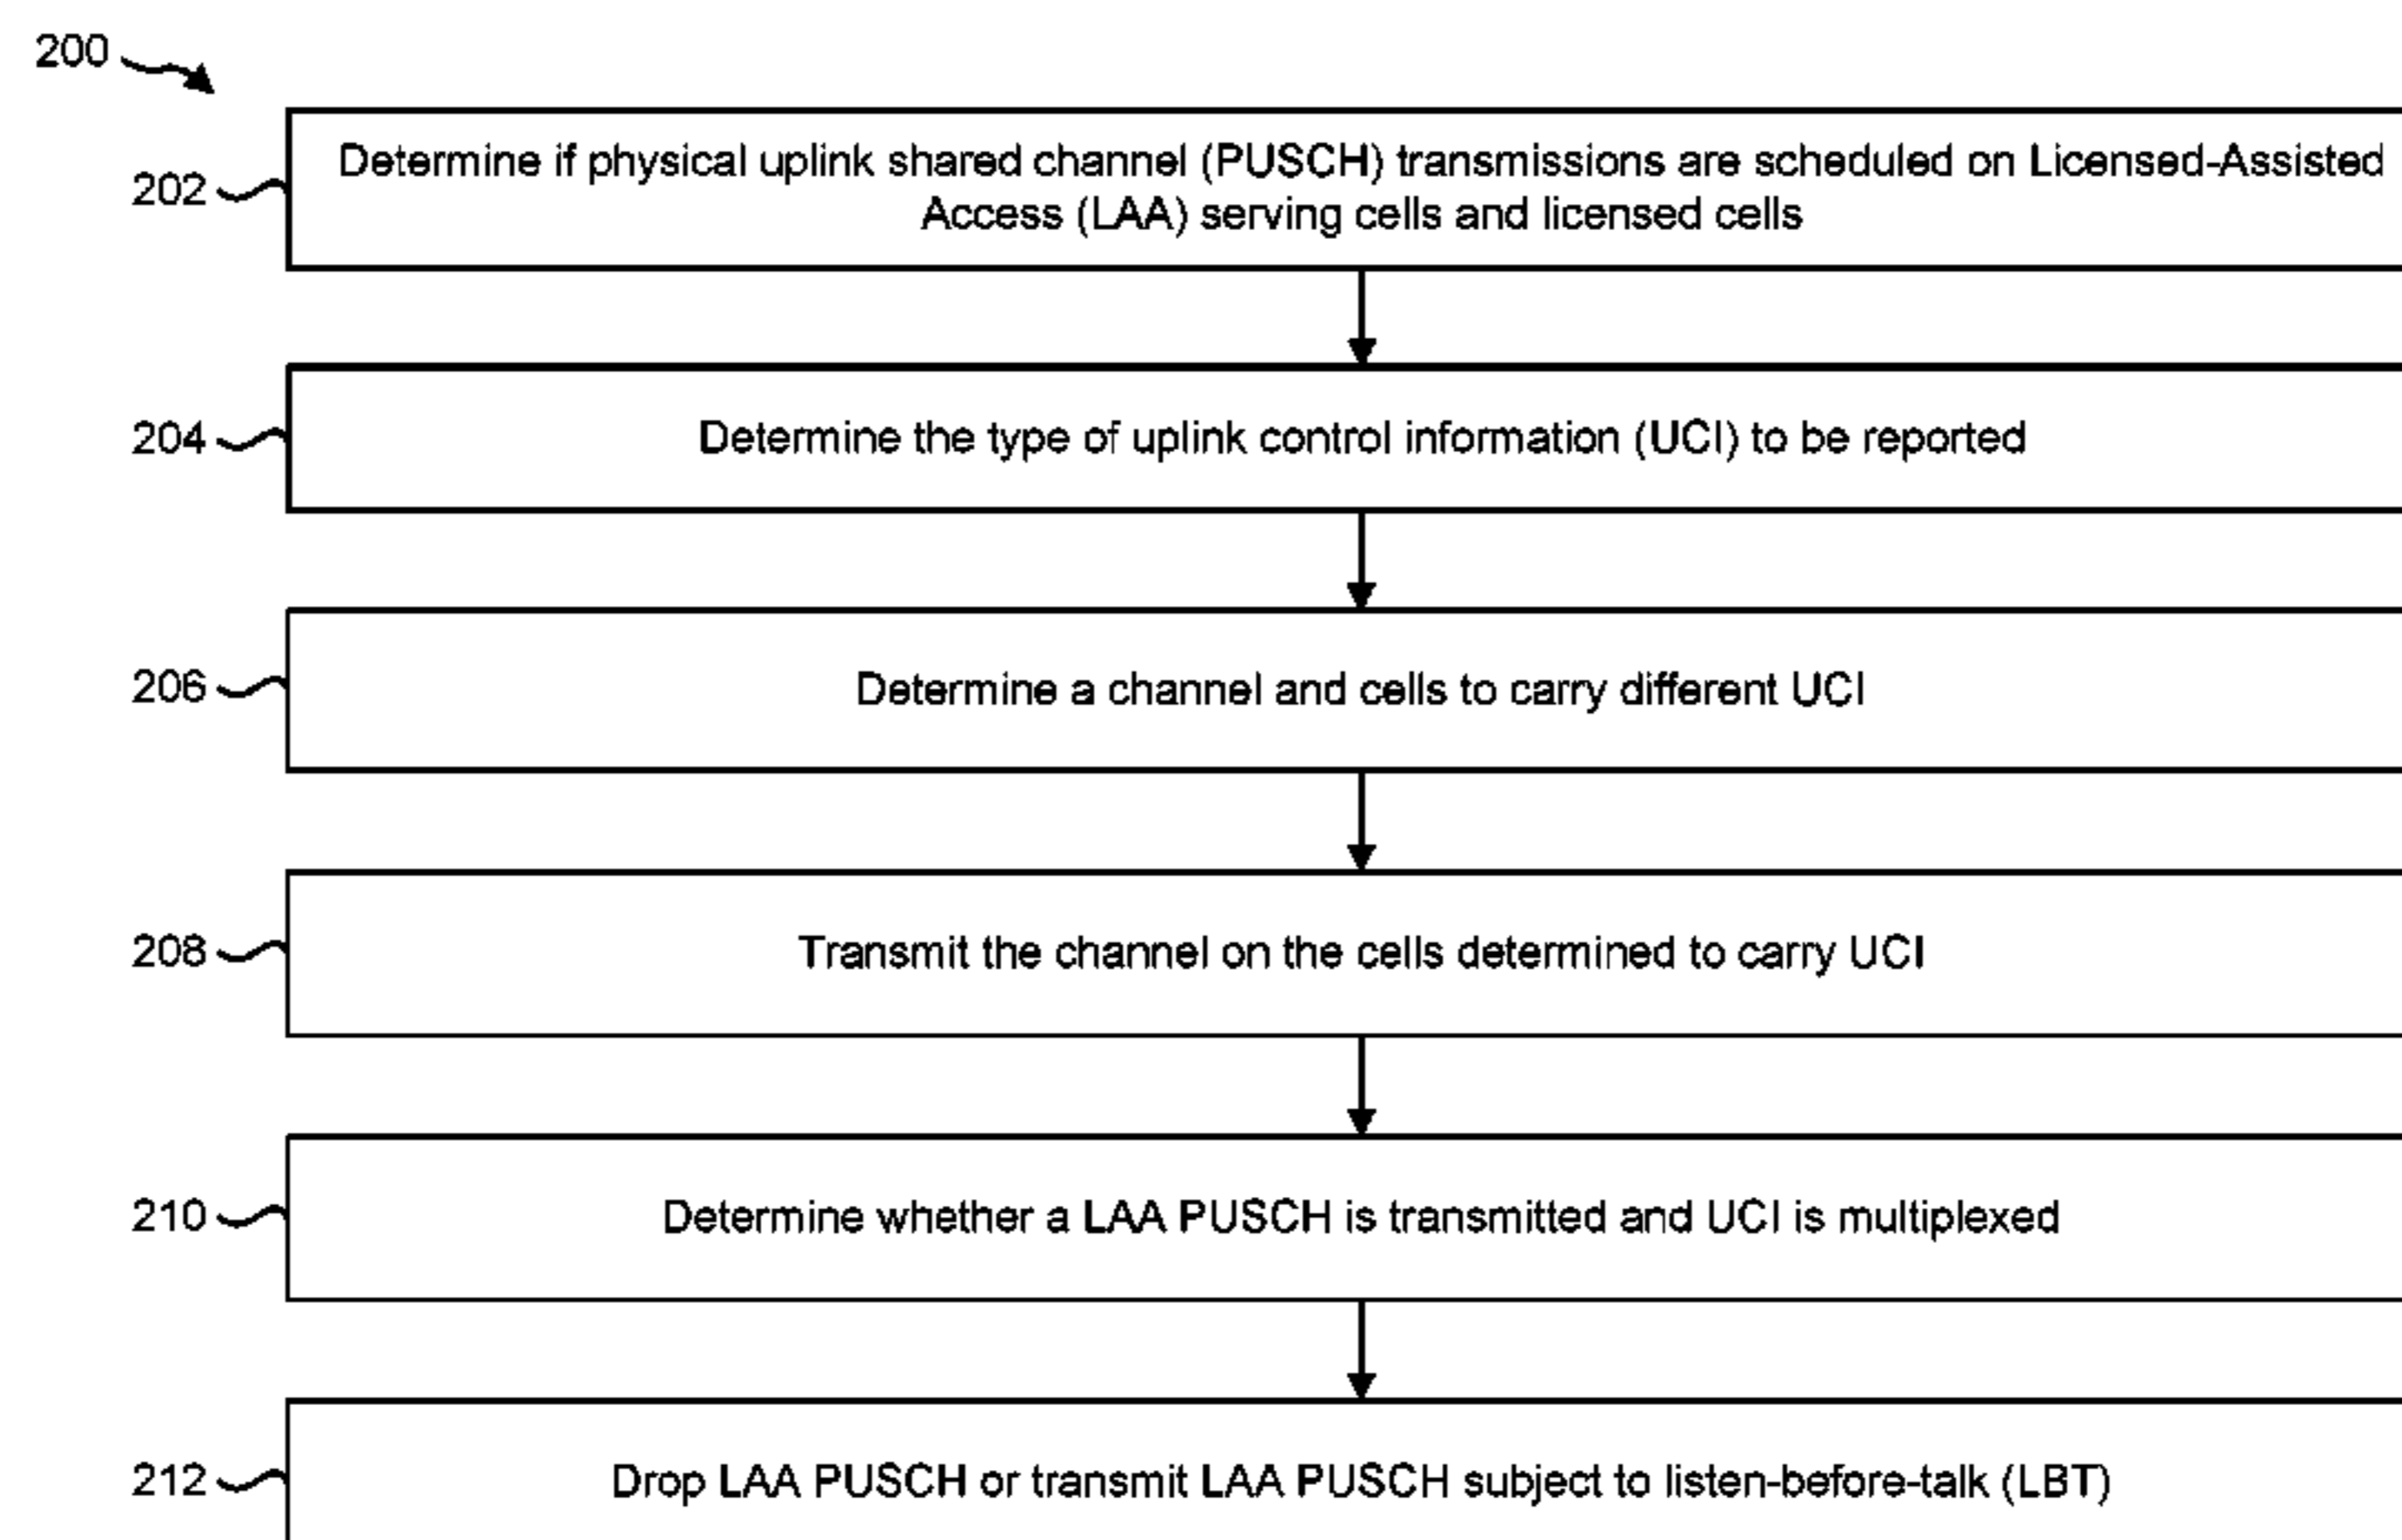 200
202
Determine if physical uplink shared channel (PUSCH) transmissions are scheduled on Licensed-Assisted
Access (LAA) serving cells and licensed cells
204
Determine the type of uplink control information (UCI) to be reported
206
Determine a channel and cells to carry different UCI
208
Transmit the channel on the cells determined to carry UCI
210
Determine whether a LAA PUSCH is transmitted and UCI is multiplexed
212
Drop LAA PUSCH or transmit LAA PUSCH subject to listen-before-talk (LBT)